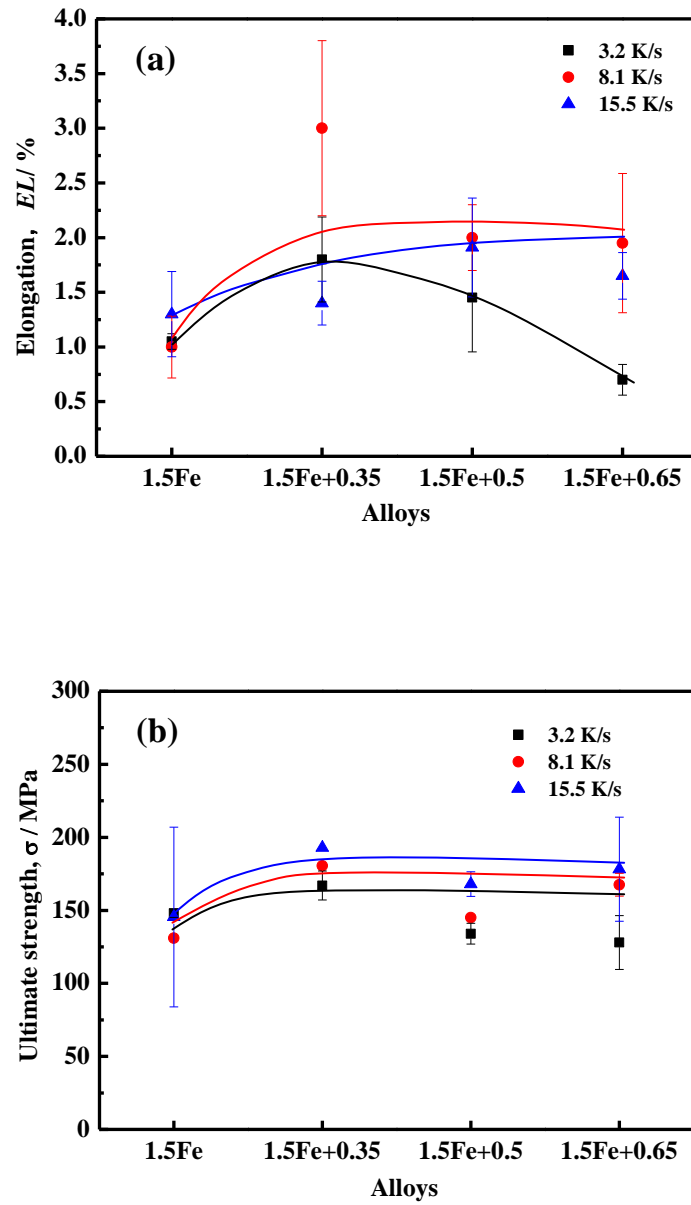 4.0
(a)
3.2 K/s
8.1 K/s
15.5 K/s
3.5
3.0
2.5
2.0
1.5
1.0
0.5
0.0
Elongation, EL/ %
1.5Fe 1.5Fe+0.35 1.5Fe+0.5 1.5Fe+0.65
Alloys
300
(b)
3.2 K/s
8.1 K/s
15.5 K/s
250
200
150
100
50
0
Ultimate strength, σ / MPa
1.5Fe 1.5Fe+0.35 1.5Fe+0.5 1.5Fe+0.65
Alloys